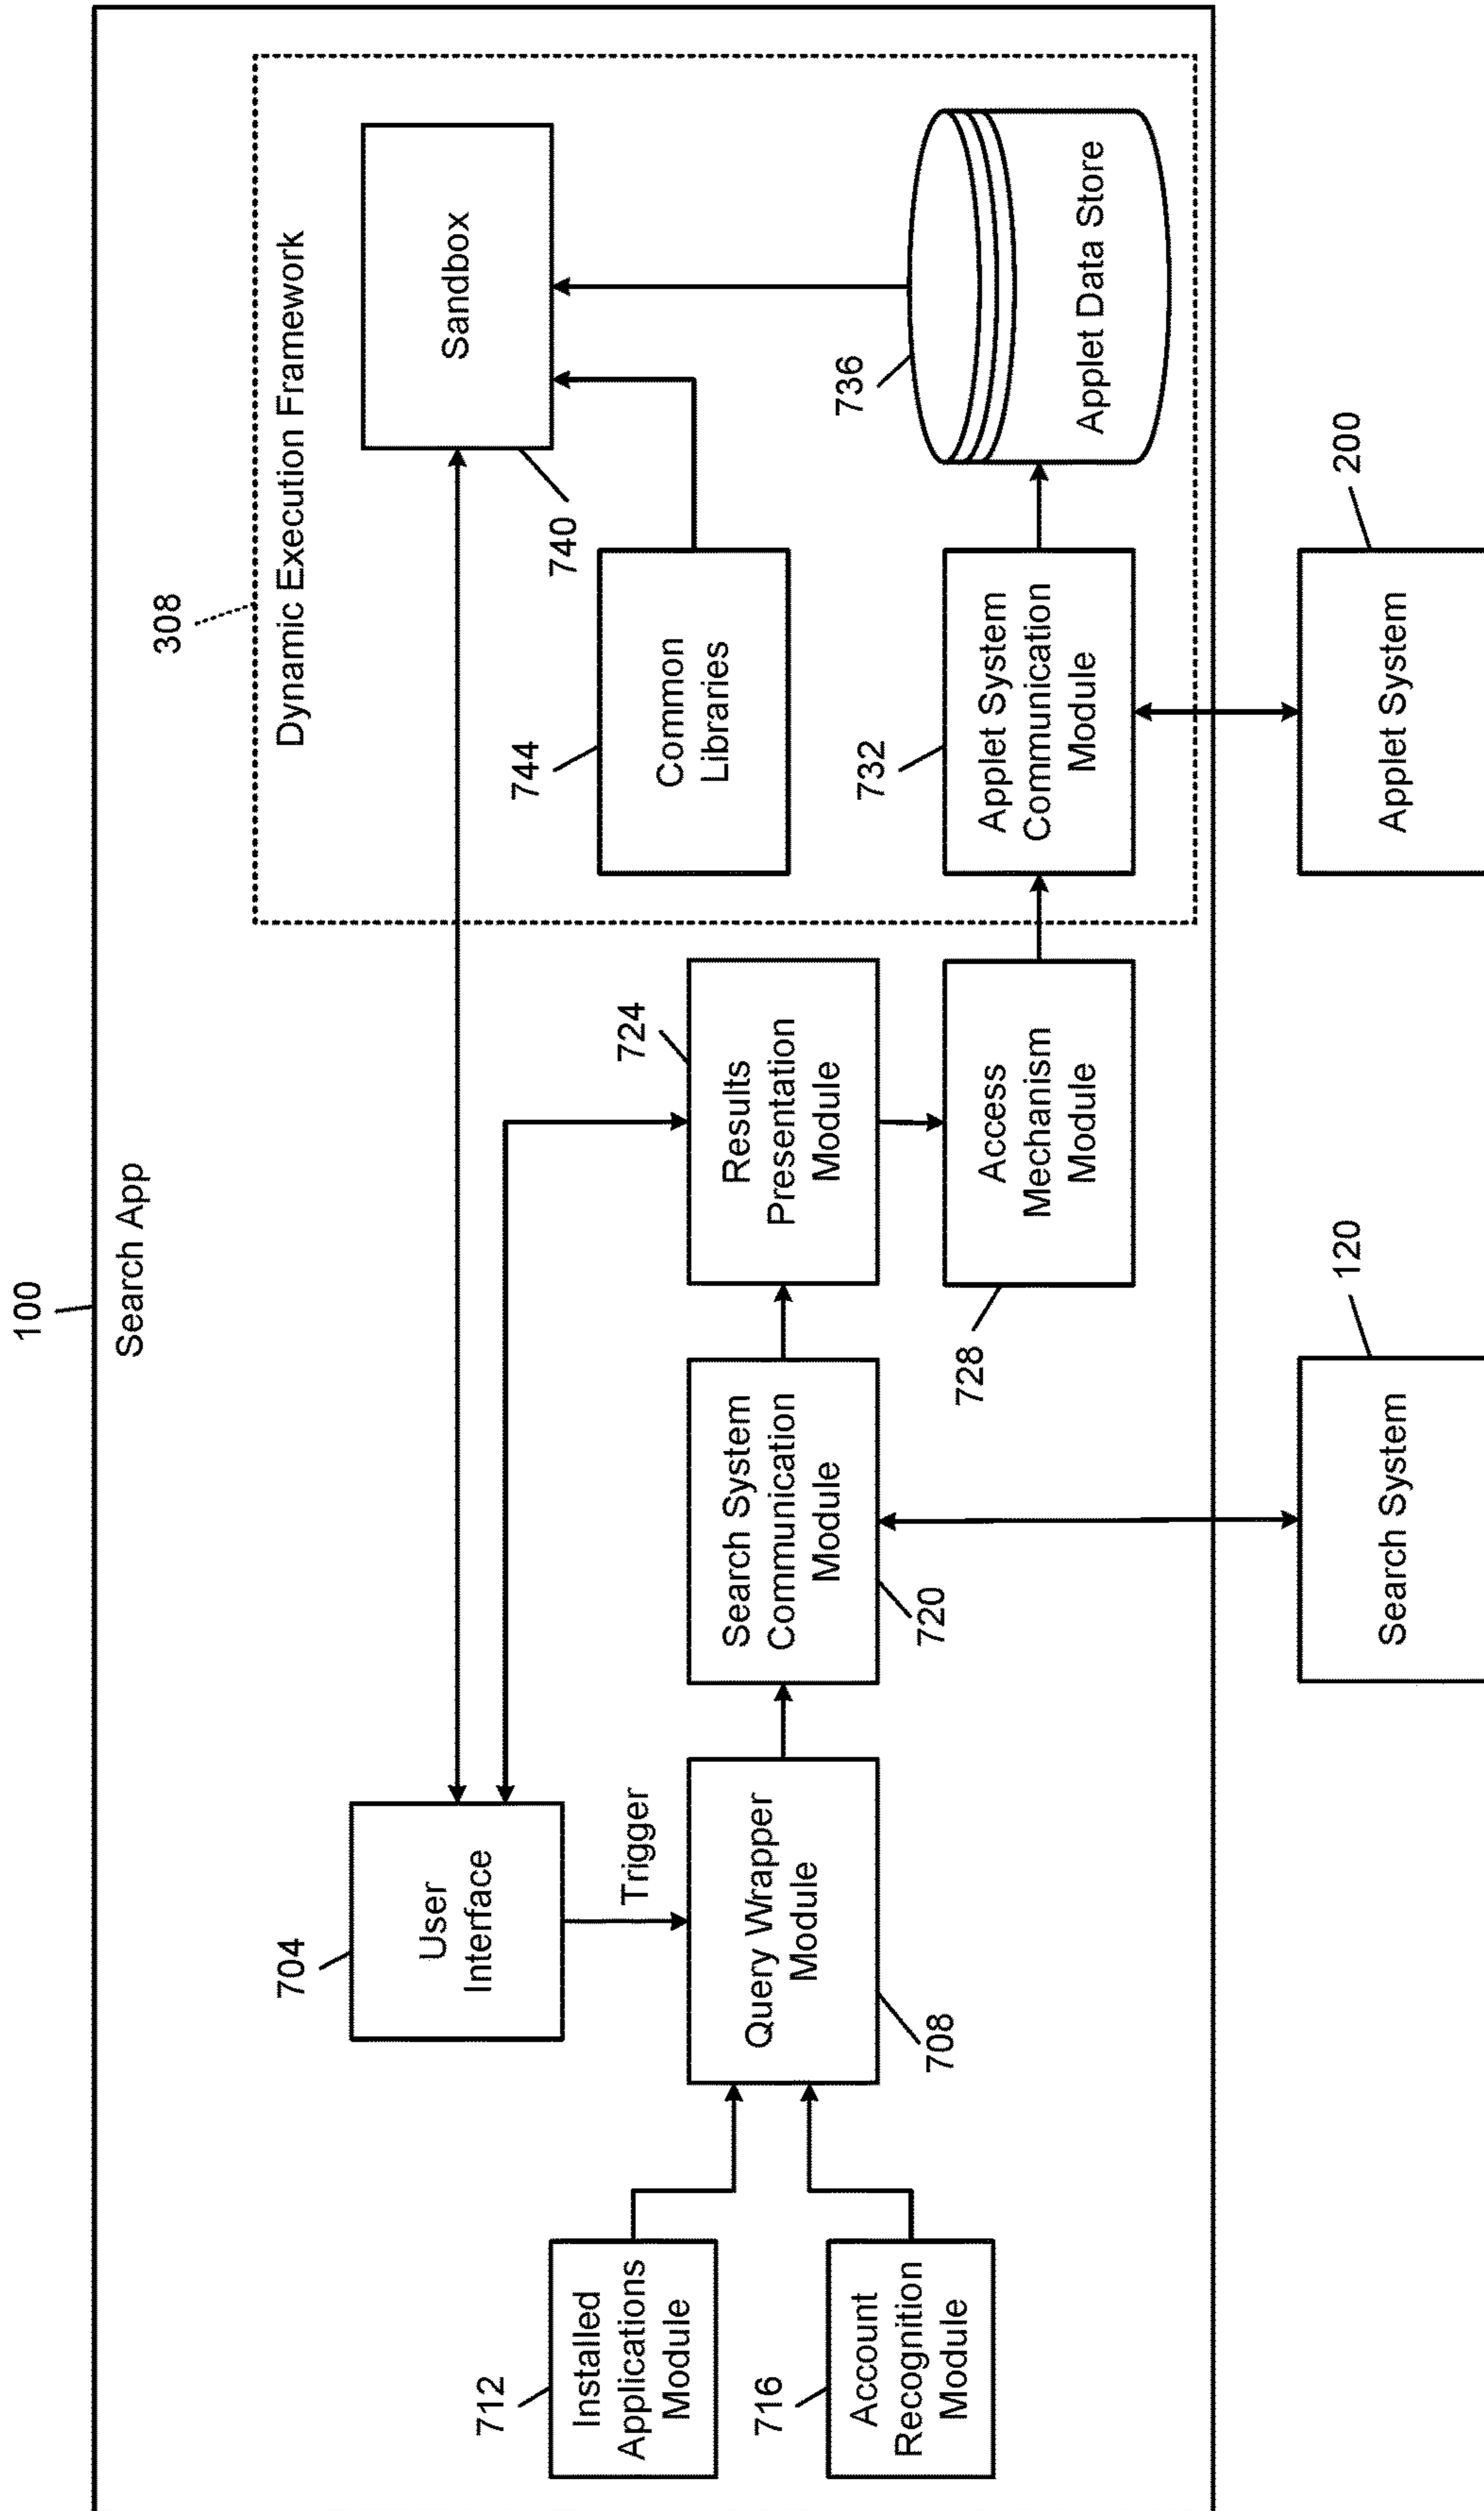 100
Search App
308
Dynamic Execution Framework
704
User
Interface
Trigger
740
Sandbox
712
Installed
Applications
Module
716
Account
Recognition
Module
708
Query Wrapper
Module
720
Search System
Communication
Module
724
Results
Presentation
Module
728
Access
Mechanism
Module
744
Common
Libraries
732
Applet System
Communication
Module
736
Applet Data Store
120
Search System
200
Applet System